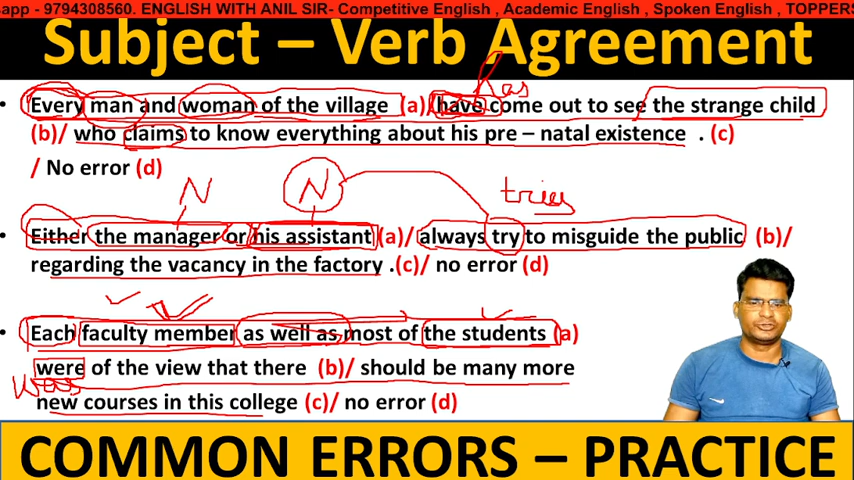 sapp - 9794308560. ENGLISH WITH ANIL SIR- Competitive English , Academic English , Spoken English , TOPPERS
Subject – Verb Agreement
has
• Every man and woman of the village (a)/ have come out to see the strange child
(b)/ who claims to know everything about his pre – natal existence . (c)
/ No error (d)
N N tries
• Either the manager or his assistant (a)/ always try to misguide the public (b)/
regarding the vacancy in the factory .(c)/ no error (d)
• Each faculty member as well as most of the students (a)
were of the view that there (b)/ should be many more
was
new courses in this college (c)/ no error (d)
COMMON ERRORS – PRACTICE